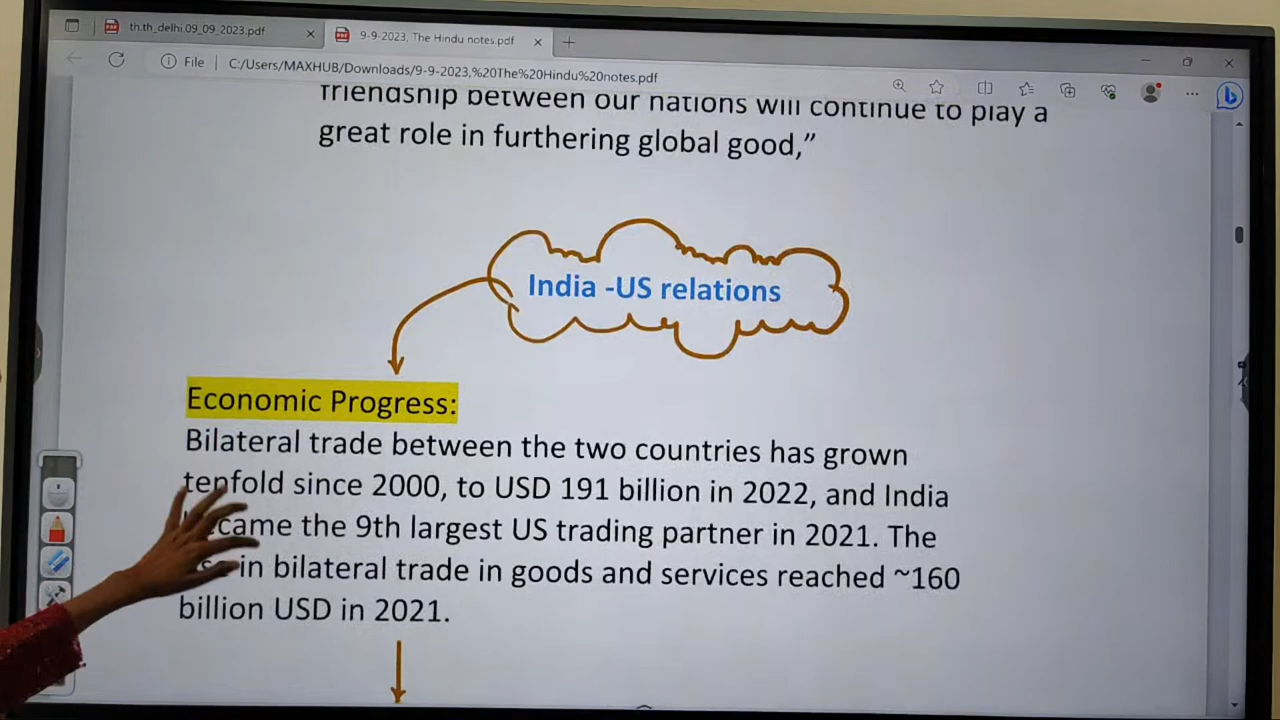 th.th_delhi.09_09_2023.pdf
9-9-2023, The Hindu notes.pdf
File
C:/Users/MAXHUB/Downloads/9-9-2023,%20The%20Hindu%20notes.pdf
friendship between our nations will continue to play a
great role in furthering global good,”
India -US relations
Economic Progress:
Bilateral trade between the two countries has grown
tenfold since 2000, to USD 191 billion in 2022, and India
the 9th largest US trading partner in 2021. The
in bilateral trade in goods and services reached ~160
billion USD in 2021.